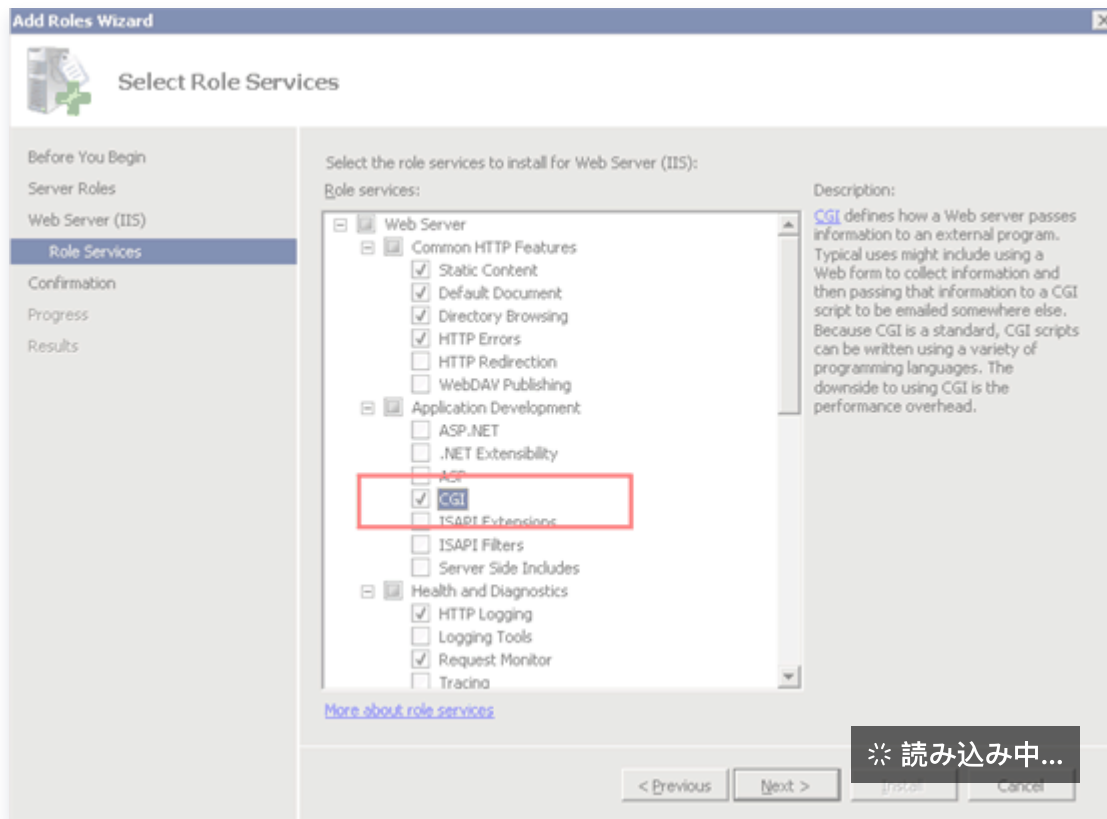 Add Roles Wizard
Select Role Services
Before You Begin
Server Roles
Web Server (IIS)
Role Services
Confirmation
Progress
Results
Select the role services to install for Web Server (IIS):
Role services:
Web Server
Common HTTP Features
Static Content
Default Document
Directory Browsing
HTTP Errors
HTTP Redirection
WebDAV Publishing
Application Development
ASP.NET
.NET Extensibility
ASP
CGI
ISAPI Extensions
ISAPI Filters
Server Side Includes
Health and Diagnostics
HTTP Logging
Logging Tools
Request Monitor
Tracing
More about role services
Description:
CGI defines how a Web server passes
information to an external program.
Typical uses might include using a
Web form to collect information and
then passing that information to a CGI
script to be emailed somewhere else.
Because CGI is a standard, CGI scripts
can be written using a variety of
programming languages. The
downside to using CGI is the
performance overhead.
読み込み中...
< Previous
Next >
Install
Cancel